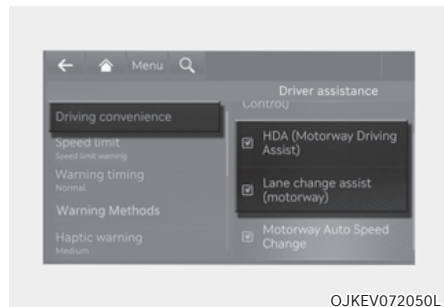 Menu
Driver assistance
Control)
Driving convenience
HDA (Motorway Driving
Assist)
Speed limit
Speed limit warning
Lane change assist
(motorway)
Warning timing
Normal
Warning Methods
Motorway Auto Speed
Change
Haptic warning
Medium
OJKEV072050L